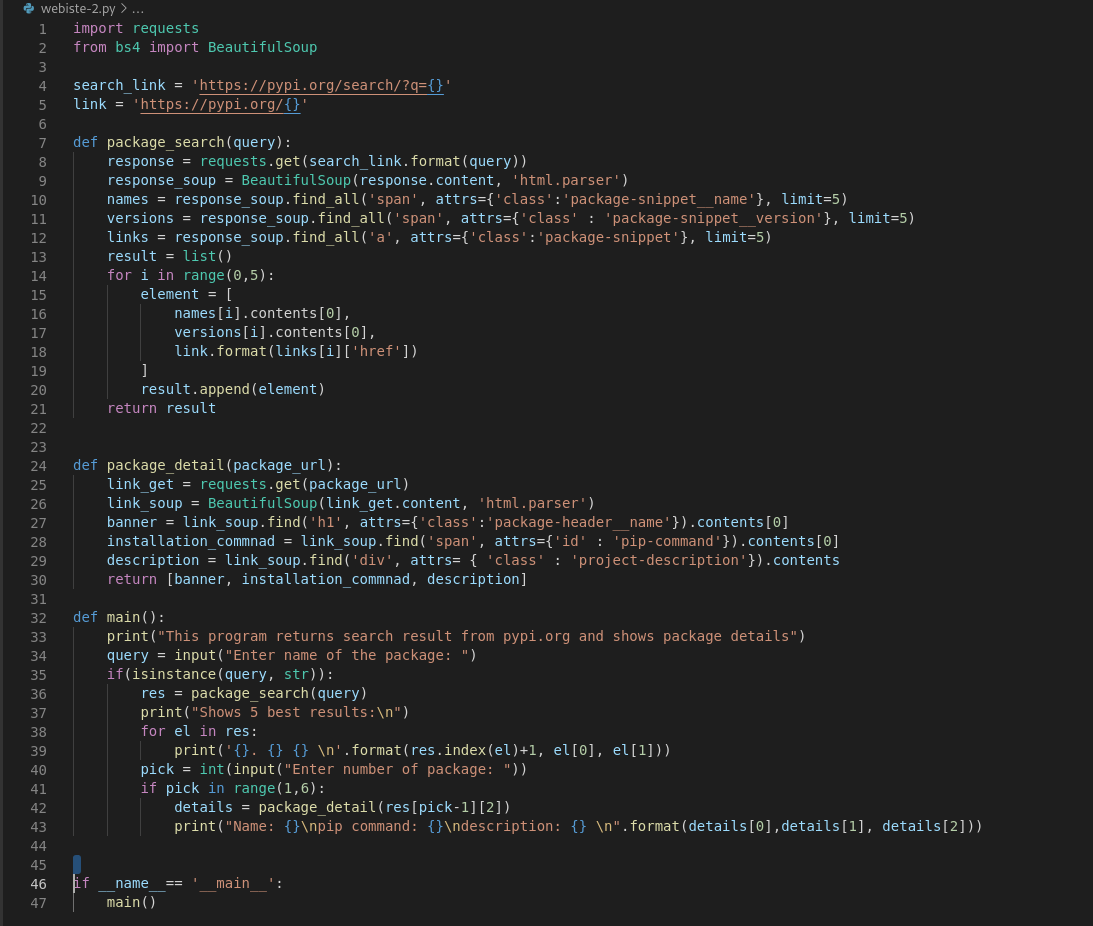 webiste-2.py > ...
1 import requests
2 from bs4 import BeautifulSoup
3
4 search_link = 'https://pypi.org/search/?q={}'
5 link = 'https://pypi.org/{}'
6
7 def package_search(query):
8     response = requests.get(search_link.format(query))
9     response_soup = BeautifulSoup(response.content, 'html.parser')
10     names = response_soup.find_all('span', attrs={'class':'package-snippet__name'}, limit=5)
11     versions = response_soup.find_all('span', attrs={'class' : 'package-snippet__version'}, limit=5)
12     links = response_soup.find_all('a', attrs={'class':'package-snippet'}, limit=5)
13     result = list()
14     for i in range(0,5):
15         element = [
16             names[i].contents[0],
17             versions[i].contents[0],
18             link.format(links[i]['href'])
19         ]
20         result.append(element)
21     return result
22
23
24 def package_detail(package_url):
25     link_get = requests.get(package_url)
26     link_soup = BeautifulSoup(link_get.content, 'html.parser')
27     banner = link_soup.find('h1', attrs={'class':'package-header__name'}).contents[0]
28     installation_commnad = link_soup.find('span', attrs={'id' : 'pip-command'}).contents[0]
29     description = link_soup.find('div', attrs= { 'class' : 'project-description'}).contents
30     return [banner, installation_commnad, description]
31
32 def main():
33     print("This program returns search result from pypi.org and shows package details")
34     query = input("Enter name of the package: ")
35     if(isinstance(query, str)):
36         res = package_search(query)
37         print("Shows 5 best results:\n")
38         for el in res:
39             print('{}. {} {} \n'.format(res.index(el)+1, el[0], el[1]))
40         pick = int(input("Enter number of package: "))
41         if pick in range(1,6):
42             details = package_detail(res[pick-1][2])
43             print("Name: {}\npip command: {}\ndescription: {} \n".format(details[0],details[1], details[2]))
44
45
46 if __name__== '__main__':
47     main()